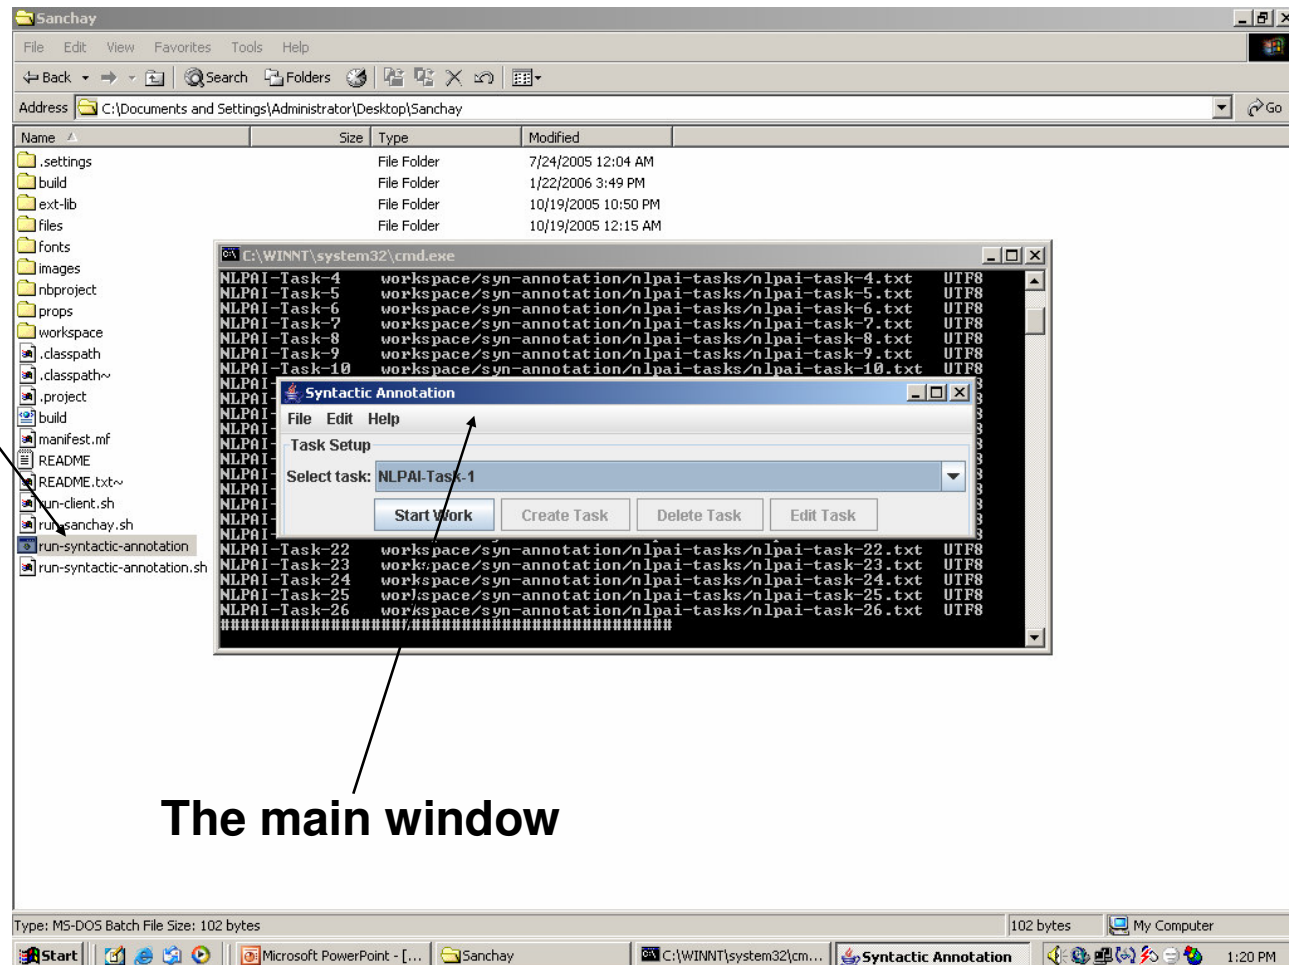 Sanchay
File Edit View Favorites Tools Help
Back Search Folders
Address C:\Documents and Settings\Administrator\Desktop\Sanchay Go
Name Size Type Modified
.settings File Folder 7/24/2005 12:04 AM
build File Folder 1/22/2006 3:49 PM
ext-lib File Folder 10/19/2005 10:50 PM
files File Folder 10/19/2005 12:15 AM
fonts
images
nbproject
props
workspace
.classpath
.classpath~
.project
build
manifest.mf
README
README.txt~
run-client.sh
run-sanchay.sh
run-syntactic-annotation
run-syntactic-annotation.sh
C:\WINNT\system32\cmd.exe
NLPAI-Task-4 workspace/syn-annotation/nlpai-tasks/nlpai-task-4.txt UTF8
NLPAI-Task-5 workspace/syn-annotation/nlpai-tasks/nlpai-task-5.txt UTF8
NLPAI-Task-6 workspace/syn-annotation/nlpai-tasks/nlpai-task-6.txt UTF8
NLPAI-Task-7 workspace/syn-annotation/nlpai-tasks/nlpai-task-7.txt UTF8
NLPAI-Task-8 workspace/syn-annotation/nlpai-tasks/nlpai-task-8.txt UTF8
NLPAI-Task-9 workspace/syn-annotation/nlpai-tasks/nlpai-task-9.txt UTF8
NLPAI-Task-10 workspace/syn-annotation/nlpai-tasks/nlpai-task-10.txt UTF8
Syntactic Annotation
File Edit Help
Task Setup
Select task: NLPAI-Task-1
Start Work Create Task Delete Task Edit Task
NLPAI-Task-22 workspace/syn-annotation/nlpai-tasks/nlpai-task-22.txt UTF8
NLPAI-Task-23 workspace/syn-annotation/nlpai-tasks/nlpai-task-23.txt UTF8
NLPAI-Task-24 workspace/syn-annotation/nlpai-tasks/nlpai-task-24.txt UTF8
NLPAI-Task-25 workspace/syn-annotation/nlpai-tasks/nlpai-task-25.txt UTF8
NLPAI-Task-26 workspace/syn-annotation/nlpai-tasks/nlpai-task-26.txt UTF8
#############################################
The main window
Type: MS-DOS Batch File Size: 102 bytes 102 bytes My Computer
Start Microsoft PowerPoint - [... Sanchay C:\WINNT\system32\cm... Syntactic Annotation 1:20 PM